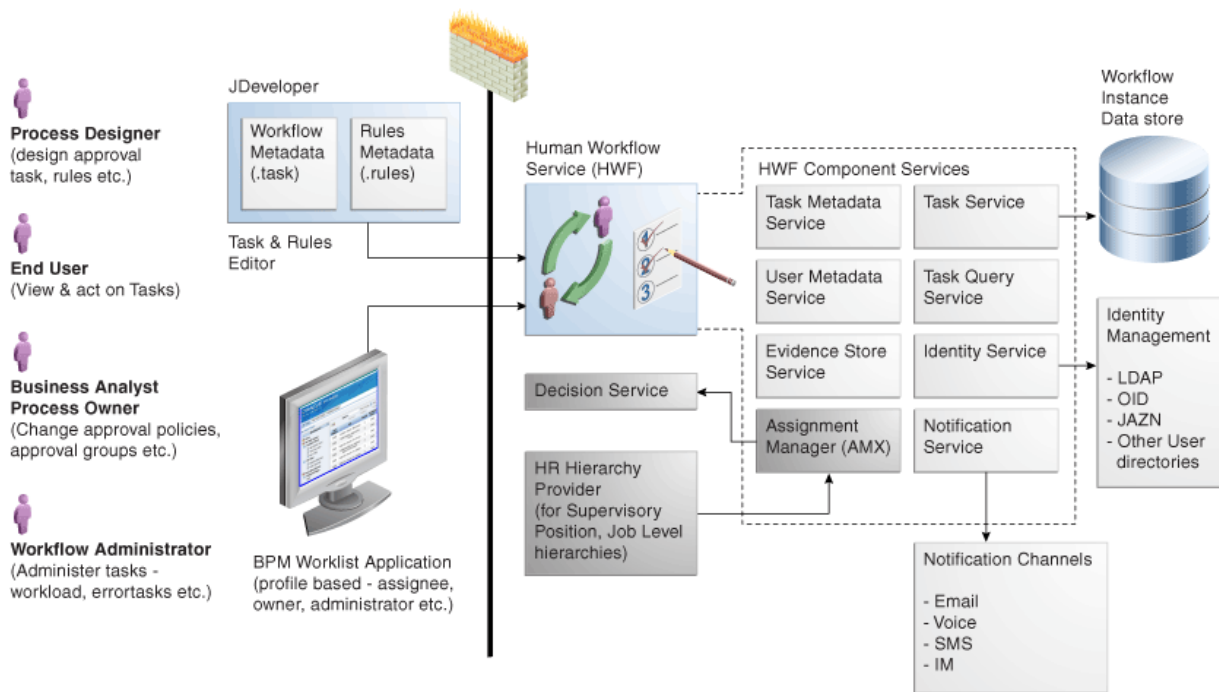 Process Designer
(design approval
task, rules etc.)
End User
(View & act on Tasks)
Business Analyst
Process Owner
(Change approval policies,
approval groups etc.)
Workflow Administrator
(Administer tasks -
workload, errortasks etc.)
JDeveloper
Workflow
Metadata
(.task)
Rules
Metadata
(.rules)
Task & Rules
Editor
BPM Worklist Application
(profile based - assignee,
owner, administrator etc.)
Human Workflow
Service (HWF)
1
2
3
Decision Service
HR Hierarchy
Provider
(for Supervisory
Position, Job Level
hierarchies)
HWF Component Services
Task Metadata
Service
Task Service
User Metadata
Service
Task Query
Service
Evidence Store
Service
Identity Service
Assignment
Manager (AMX)
Notification
Service
Workflow
Instance
Data store
Identity
Management
- LDAP
- OID
- JAZN
- Other User
directories
Notification Channels
- Email
- Voice
- SMS
- IM